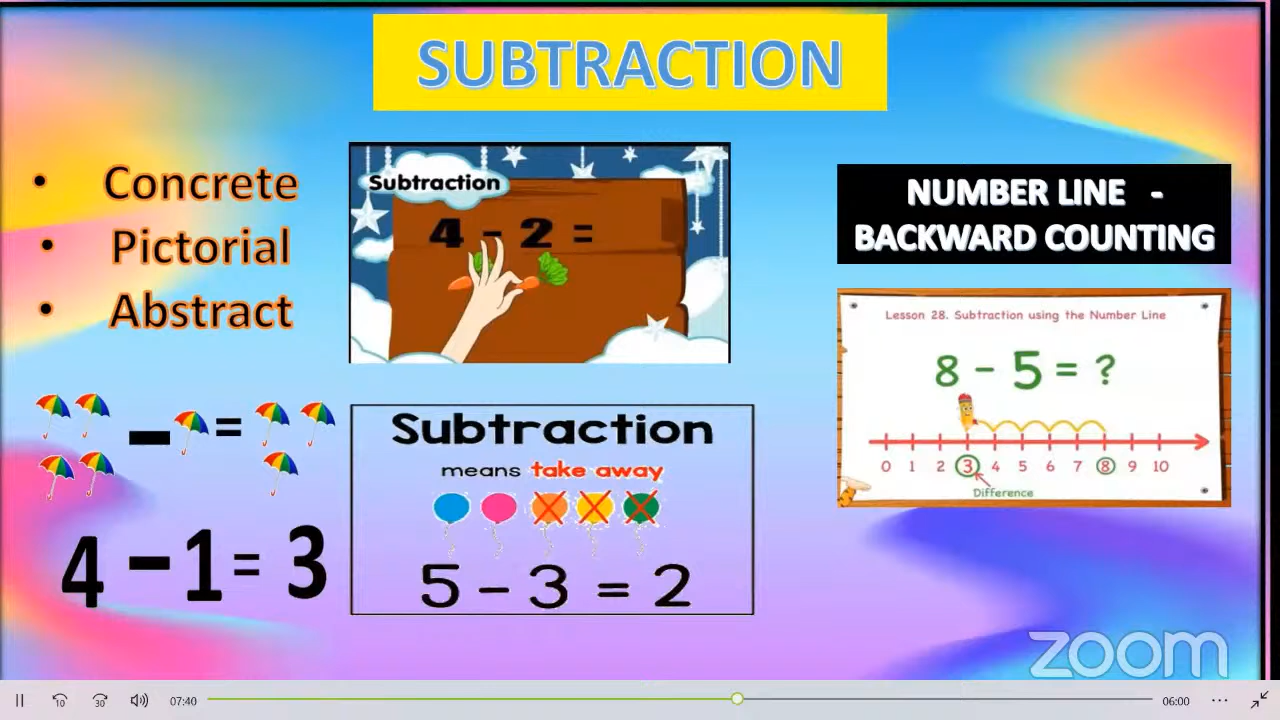 SUBTRACTION
• Concrete
• Pictorial
• Abstract
Subtraction
4 - 2 =
NUMBER LINE -
BACKWARD COUNTING
Lesson 28. Subtraction using the Number Line
8 - 5 = ?
0 1 2 3 4 5 6 7 8 9 10
Difference
- =
4 - 1 = 3
Subtraction
means take away
5 - 3 = 2
zoom
10 30 07:40 06:00